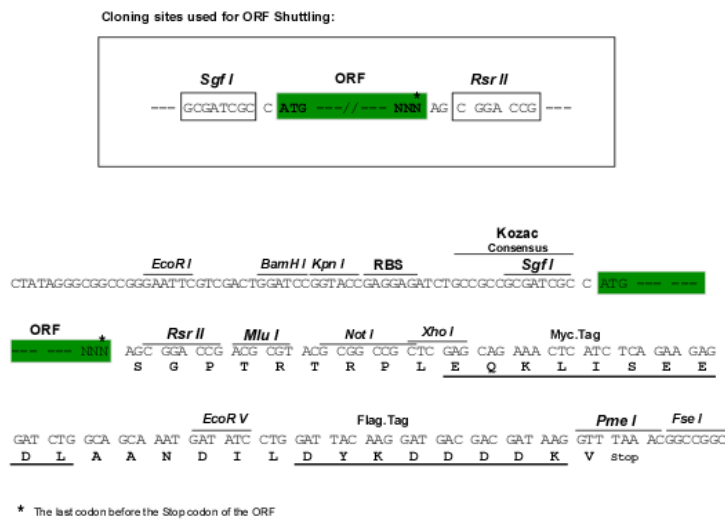 Cloning sites used for ORF Shuttling:
Sgf I ORF Rsr II
*
--- GCGATCGC C ATG ---//--- NNN AG C GGA CCG ---
Kozac
Consensus
EcoR I BamH I Kpn I RBS Sgf I
CTATAGGGCGGCCGGGAATTCGTCGACTGGATCCGGTACCGAGGAGATCTGCCGCCGCGATCGC C ATG --- ---
ORF * Rsr II Mlu I Not I Xho I Myc.Tag
--- --- NNN AGC GGA CCG ACG CGT ACG CGG CCG CTC GAG CAG AAA CTC ATC TCA GAA GAG
S G P T R T R P L E Q K L I S E E
EcoR V Flag.Tag Pme I Fse I
GAT CTG GCA GCA AAT GAT ATC CTG GAT TAC AAG GAT GAC GAC GATAAG GTT TAA ACGGCCGGC
D L A A N D I L D Y K D D D D K V Stop
* The last codon before the Stop codon of the ORF